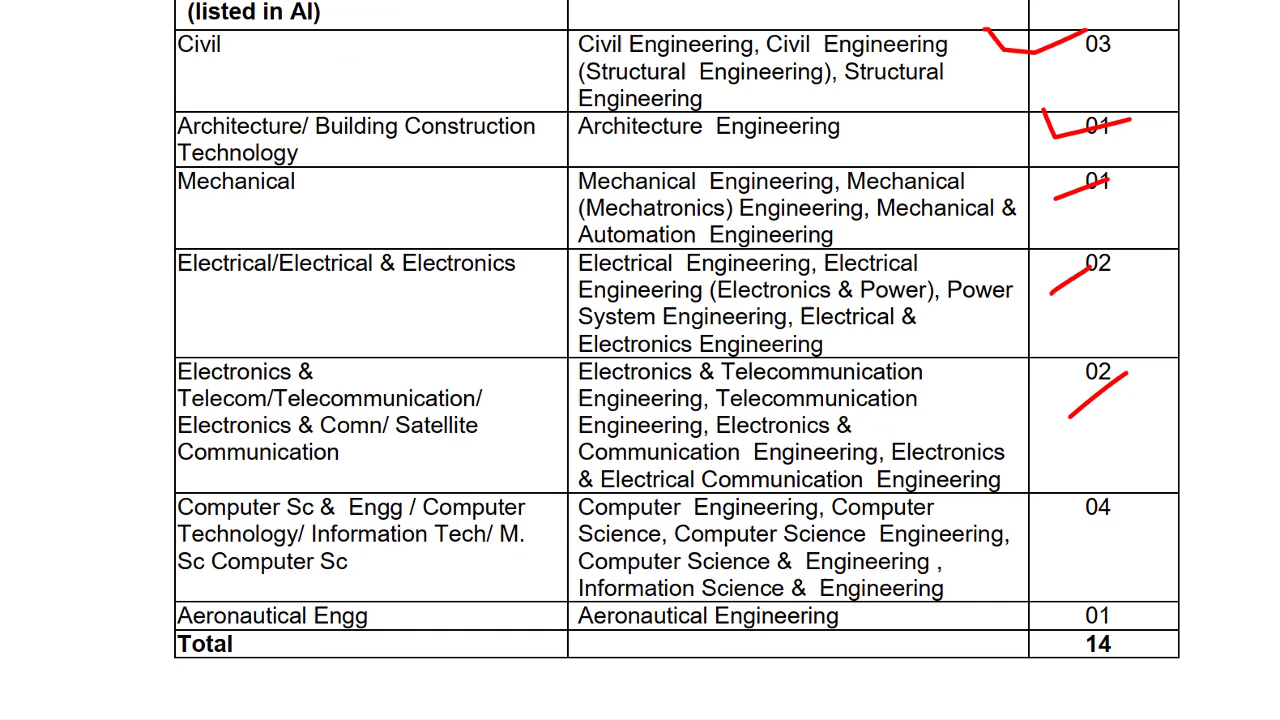 (listed in AI)
Civil
Civil Engineering, Civil Engineering
(Structural Engineering), Structural
Engineering
03
Architecture/ Building Construction
Technology
Architecture Engineering
01
Mechanical
Mechanical Engineering, Mechanical
(Mechatronics) Engineering, Mechanical &
Automation Engineering
01
Electrical/Electrical & Electronics
Electrical Engineering, Electrical
Engineering (Electronics & Power), Power
System Engineering, Electrical &
Electronics Engineering
02
Electronics &
Telecom/Telecommunication/
Electronics & Comn/ Satellite
Communication
Electronics & Telecommunication
Engineering, Telecommunication
Engineering, Electronics &
Communication Engineering, Electronics
& Electrical Communication Engineering
02
Computer Sc & Engg / Computer
Technology/ Information Tech/ M.
Sc Computer Sc
Computer Engineering, Computer
Science, Computer Science Engineering,
Computer Science & Engineering ,
Information Science & Engineering
04
Aeronautical Engg
Aeronautical Engineering
01
Total
14